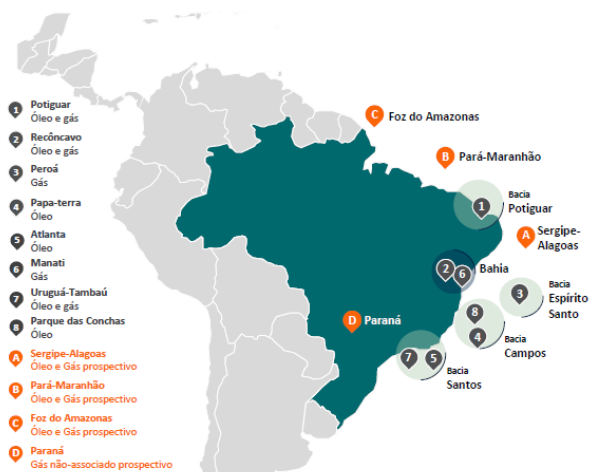 1 Potiguar
Óleo e gás
2 Recôncavo
Óleo e gás
3 Peroá
Gás
4 Papa-terra
Óleo
5 Atlanta
Óleo
6 Manati
Gás
7 Uruguá-Tambaú
Óleo e gás
8 Parque das Conchas
Óleo
A Sergipe-Alagoas
Óleo e Gás prospectivo
B Pará-Maranhão
Óleo e Gás prospectivo
C Foz do Amazonas
Óleo e Gás prospectivo
D Paraná
Gás não-associado prospectivo
C Foz do Amazonas
B Pará-Maranhão
1
Bacia
Potiguar
A Sergipe-
Alagoas
2 6 Bahia
3
Bacia
Espírito
Santo
8
4
Bacia
Campos
D Paraná
7 5
Bacia
Santos